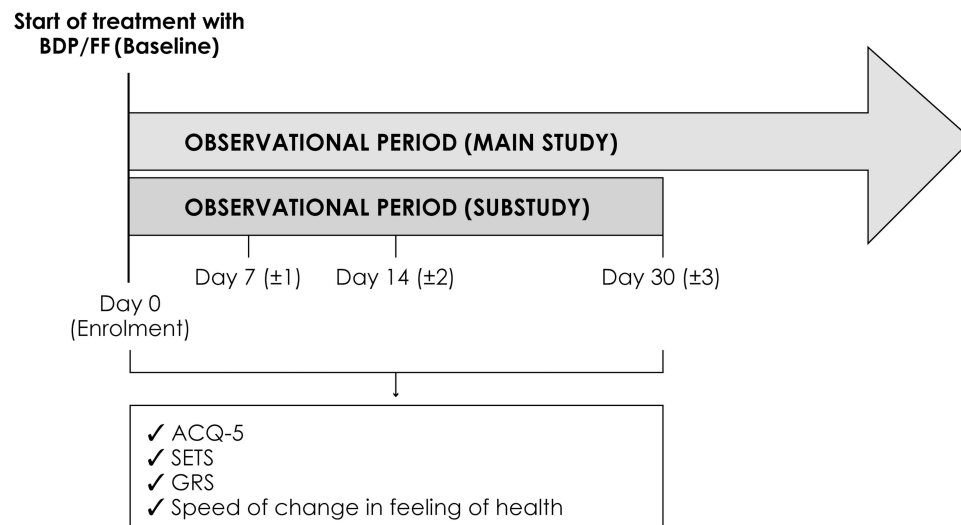 Start of treatment with
BDP/FF (Baseline)
OBSERVATIONAL PERIOD (MAIN STUDY)
OBSERVATIONAL PERIOD (SUBSTUDY)
Day 7 (±1)
Day 14 (±2)
Day 30 (±3)
Day 0
(Enrolment)
✓ ACQ-5
✓ SETS
✓ GRS
✓ Speed of change in feeling of health